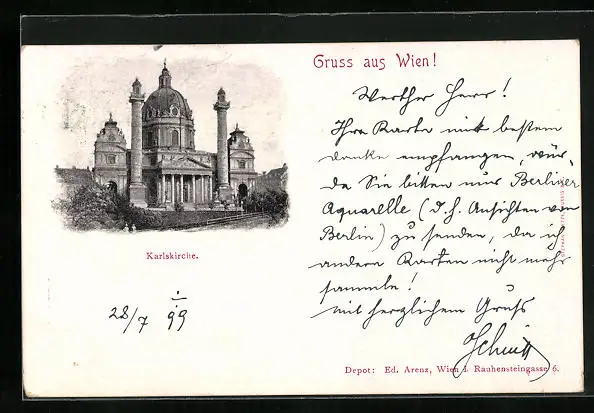 Gruss aus Wien!
Werther Herr!
Ihre Karte mit bestem
danke empfangen, wür-
de Sie bitten nur Berliner
Aquarelle (d. h. Ansichten von
Berlin) zu senden, da ich
andere Karten nicht mehr
sammle!
mit herzlichem Gruß
Karlskirche.
28/7 99
Depot: Ed. Arenz, Wien I. Rauhensteingasse 6.